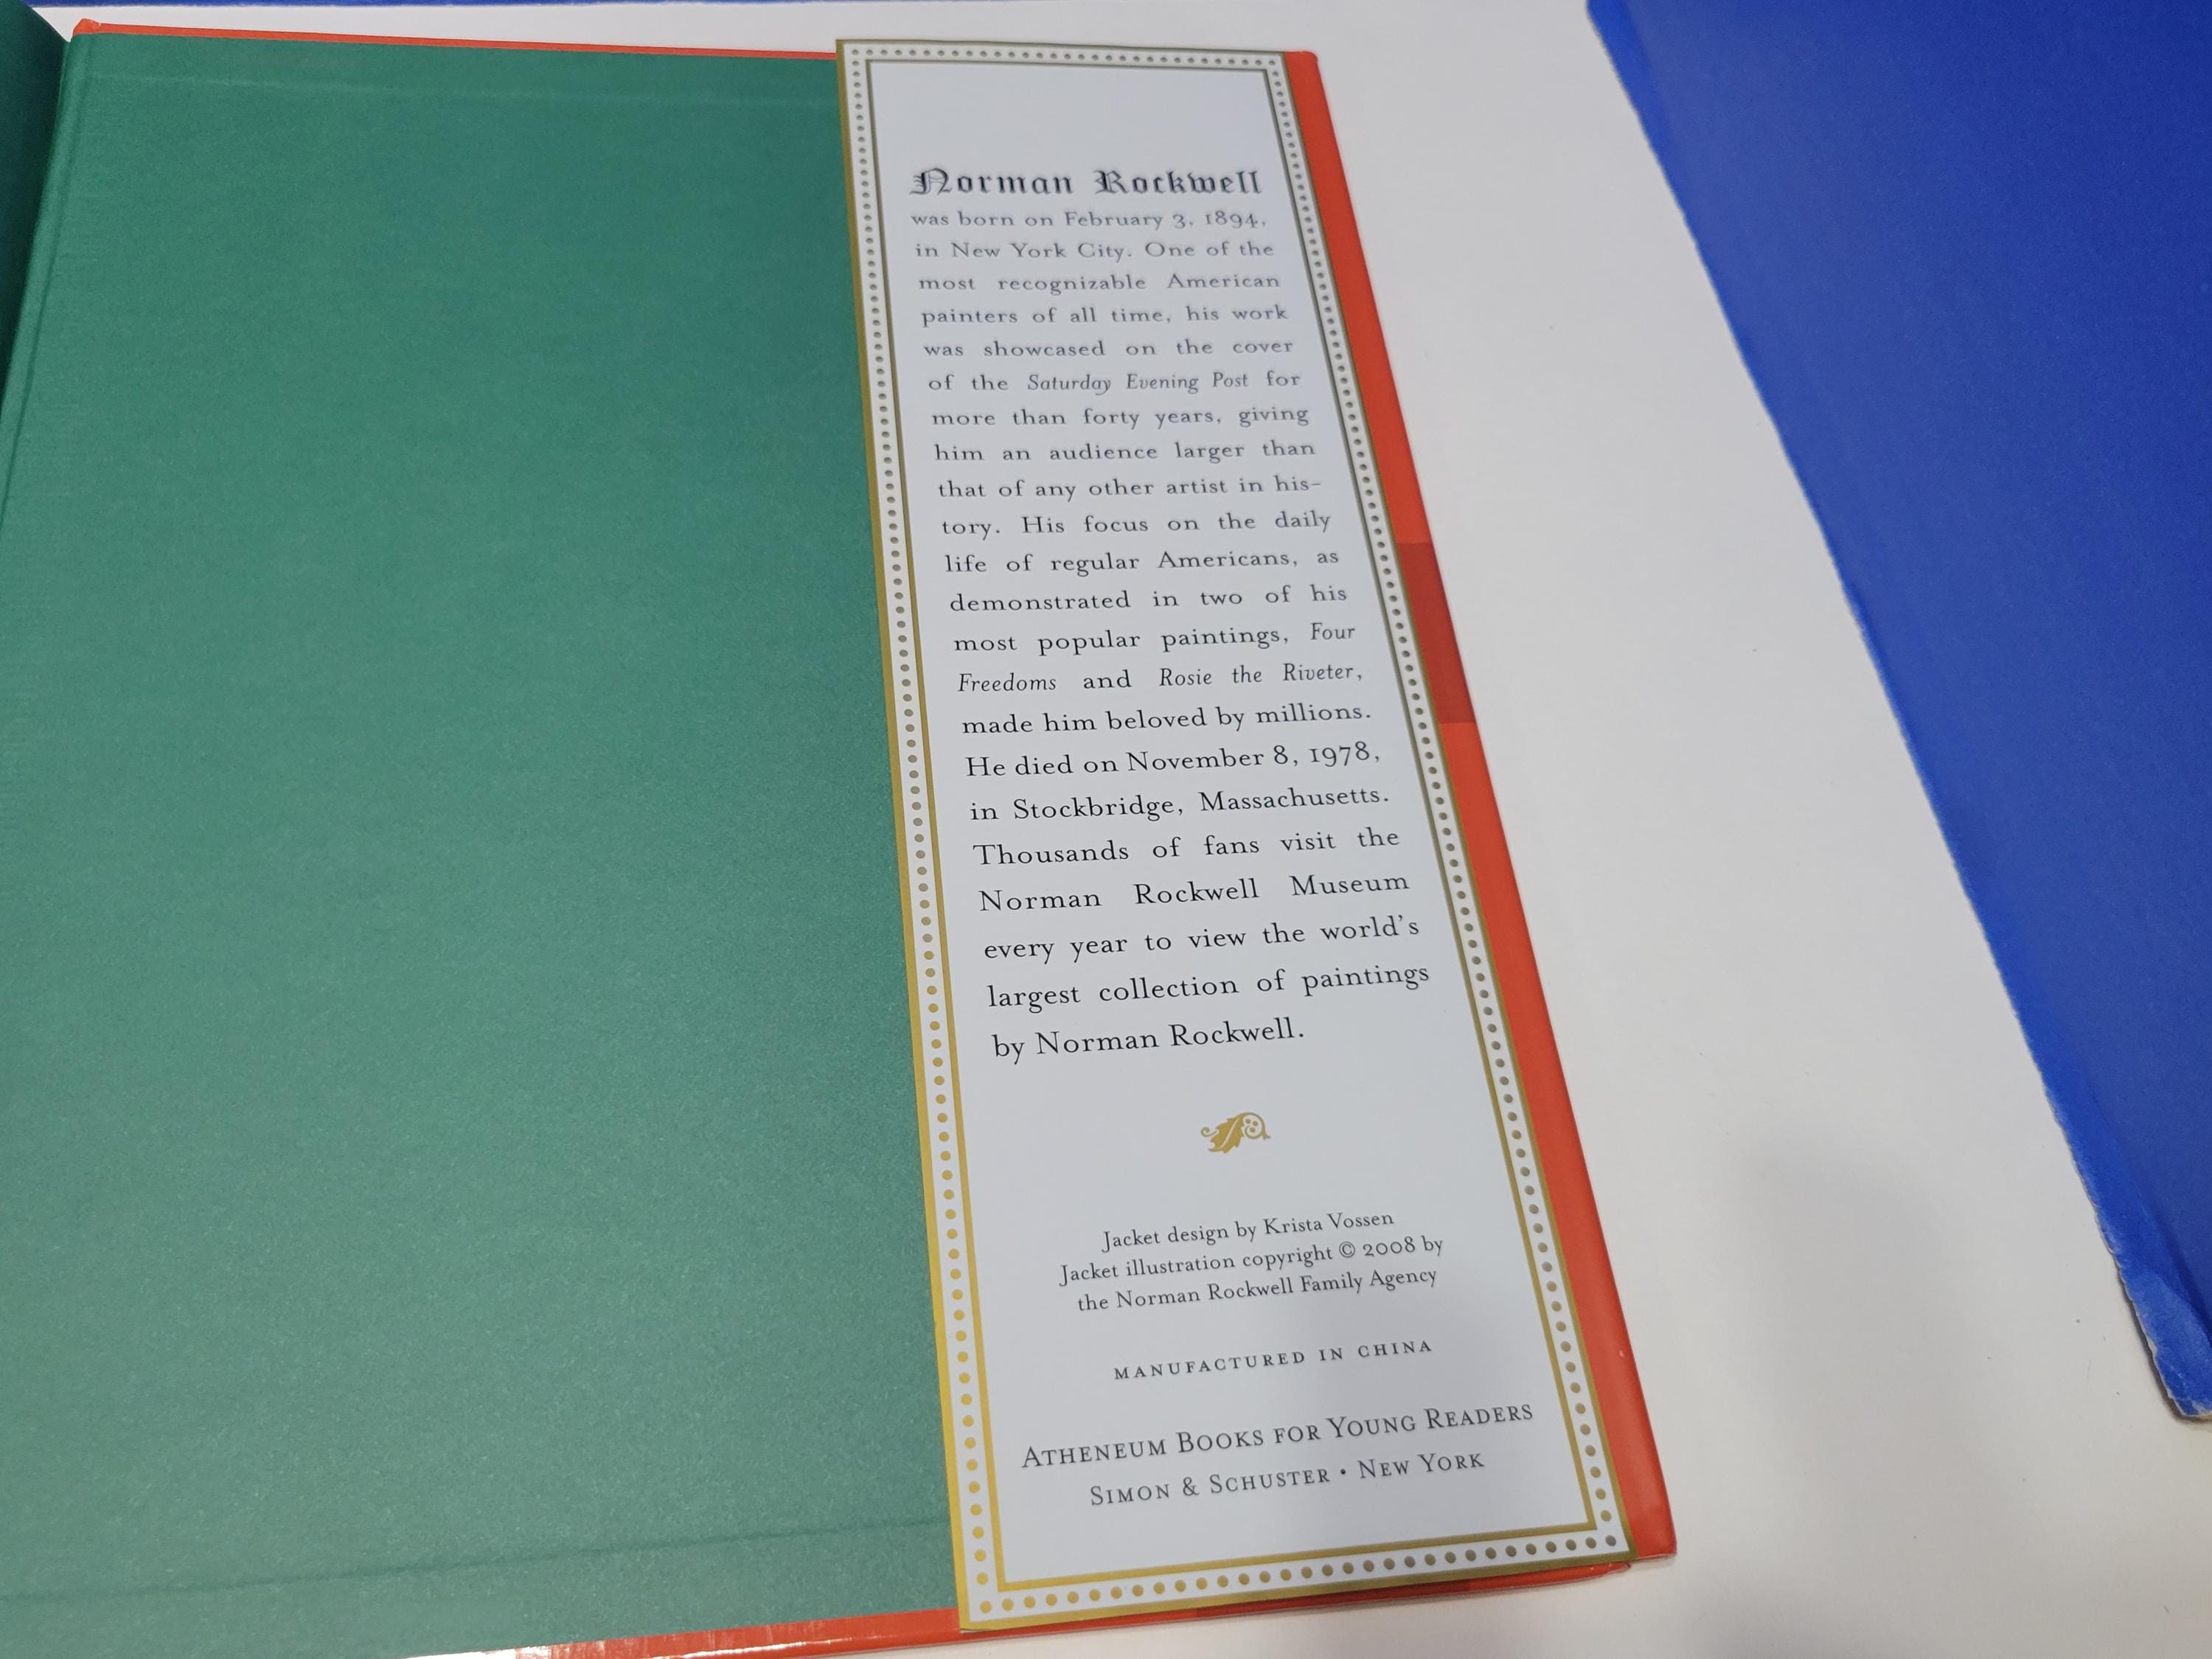 Norman Rockwell
was born on February 3, 1894,
in New York City. One of the
most recognizable American
painters of all time, his work
was showcased on the cover
of the Saturday Evening Post for
more than forty years, giving
him an audience larger than
that of any other artist in his-
tory. His focus on the daily
life of regular Americans, as
demonstrated in two of his
most popular paintings, Four
Freedoms and Rosie the Riveter,
made him beloved by millions.
He died on November 8, 1978,
in Stockbridge, Massachusetts.
Thousands of fans visit the
Norman Rockwell Museum
every year to view the world's
largest collection of paintings
by Norman Rockwell.
Jacket design by Krista Vossen
Jacket illustration copyright © 2008 by
the Norman Rockwell Family Agency
MANUFACTURED IN CHINA
ATHENEUM BOOKS FOR YOUNG READERS
SIMON & SCHUSTER • NEW YORK